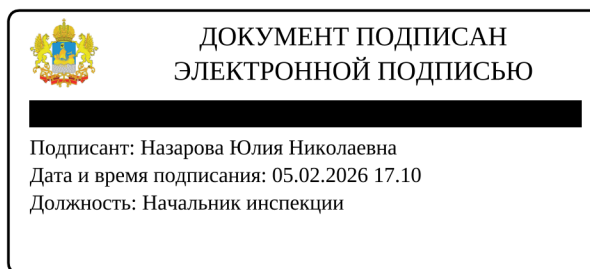 ДОКУМЕНТ ПОДПИСАН
ЭЛЕКТРОННОЙ ПОДПИСЬЮ
Подписант: Назарова Юлия Николаевна
Дата и время подписания: 05.02.2026 17.10
Должность: Начальник инспекции